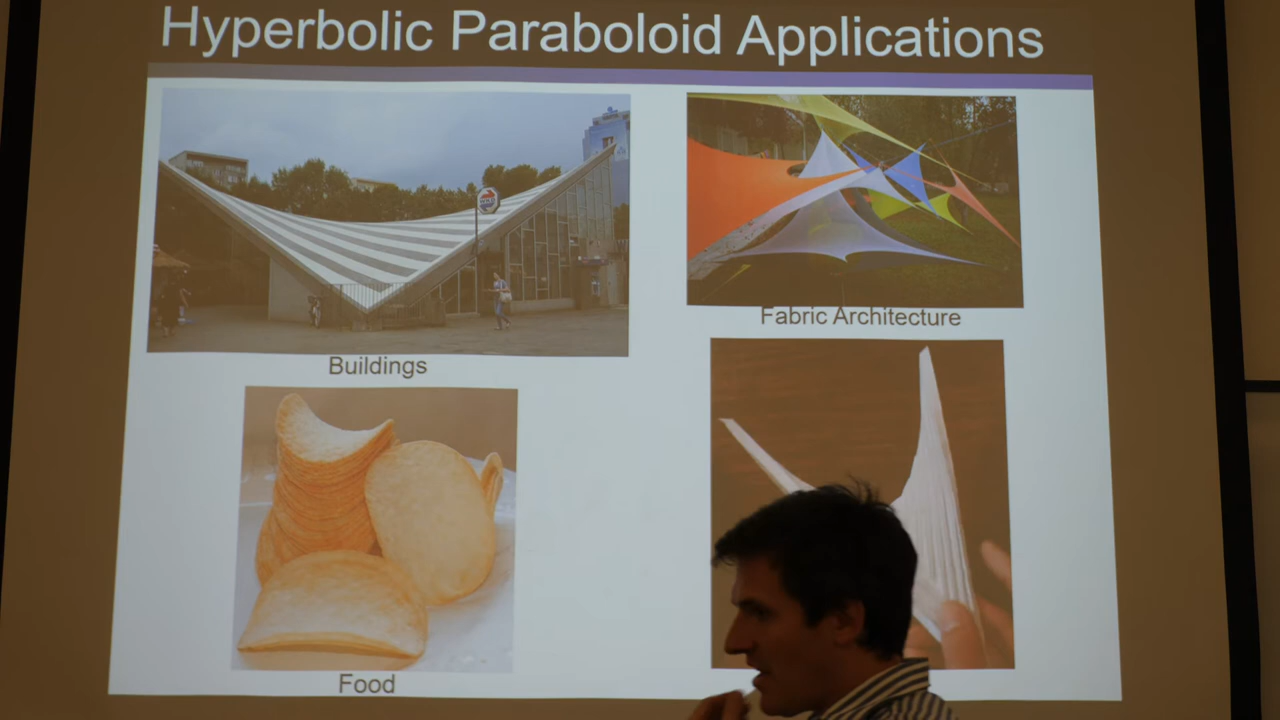 Hyperbolic Paraboloid Applications
Fabric Architecture
Buildings
Food